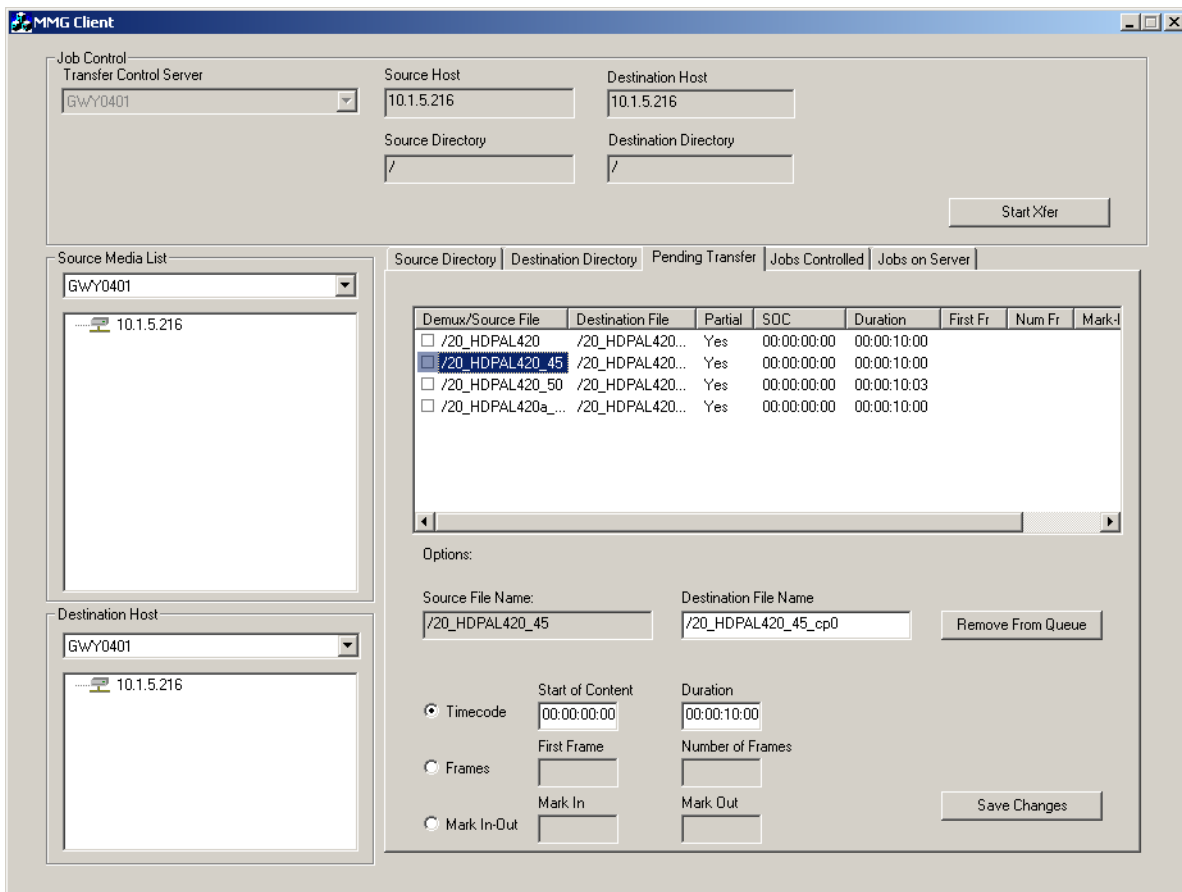 MMG Client
Job Control
Transfer Control Server
GWY0401
Source Host
10.1.5.216
Destination Host
10.1.5.216
Source Directory
/
Destination Directory
/
Start Xfer
Source Media List
GWY0401
10.1.5.216
Destination Host
GWY0401
10.1.5.216
Source Directory Destination Directory Pending Transfer Jobs Controlled Jobs on Server
Demux/Source File Destination File Partial SOC Duration First Fr Num Fr Mark-I
/20_HDPAL420 /20_HDPAL420... Yes 00:00:00:00 00:00:10:00
/20_HDPAL420_45 /20_HDPAL420... Yes 00:00:00:00 00:00:10:00
/20_HDPAL420_50 /20_HDPAL420... Yes 00:00:00:00 00:00:10:03
/20_HDPAL420a_... /20_HDPAL420... Yes 00:00:00:00 00:00:10:00
Options:
Source File Name:
/20_HDPAL420_45
Destination File Name
/20_HDPAL420_45_cp0
Remove From Queue
Timecode
Start of Content
00:00:00:00
Duration
00:00:10:00
Frames
First Frame
Number of Frames
Mark In-Out
Mark In
Mark Out
Save Changes